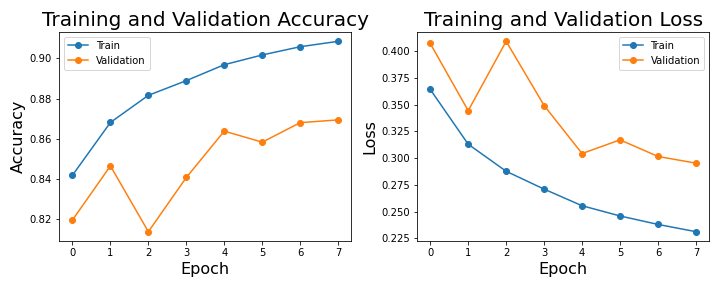 Training and Validation Accuracy
Train
Validation
0.90
0.88
0.86
0.84
0.82
Accuracy
0 1 2 3 4 5 6 7
Epoch
Training and Validation Loss
Train
Validation
0.400
0.375
0.350
0.325
0.300
0.275
0.250
0.225
Loss
0 1 2 3 4 5 6 7
Epoch